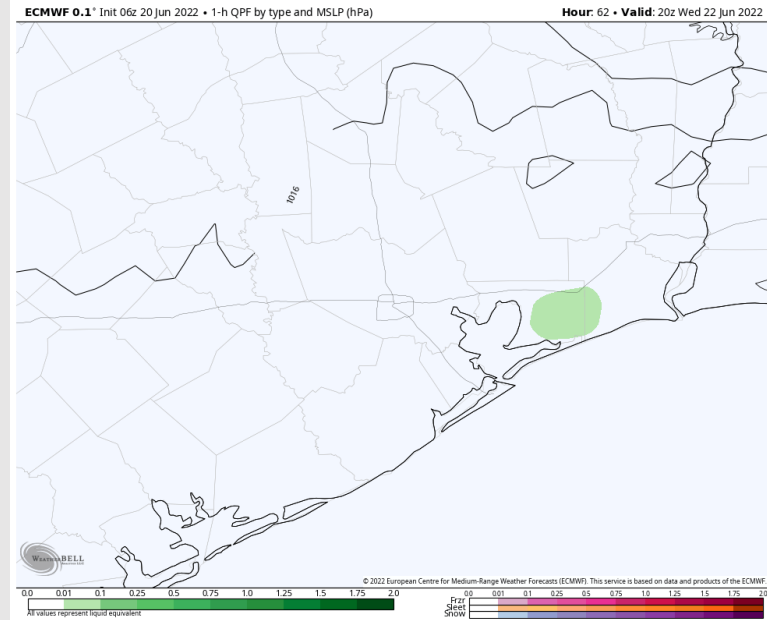 ECMWF 0.1° Init 06z 20 Jun 2022 • 1-h QPF by type and MSLP (hPa) Hour: 62 • Valid: 20z Wed 22 Jun 2022
1016
WeatherBELL
© 2022 European Centre for Medium-Range Weather Forecasts (ECMWF). This service is based on data and products of the ECMWF.
0.0 0.01 0.1 0.25 0.5 0.75 1.0 1.25 1.5 1.75 2.0
0.0 0.01 0.1 0.25 0.5 0.75 1.0 1.25 1.5 1.75 2.0
All values represent liquid equivalent
Frzr
Sleet
Snow